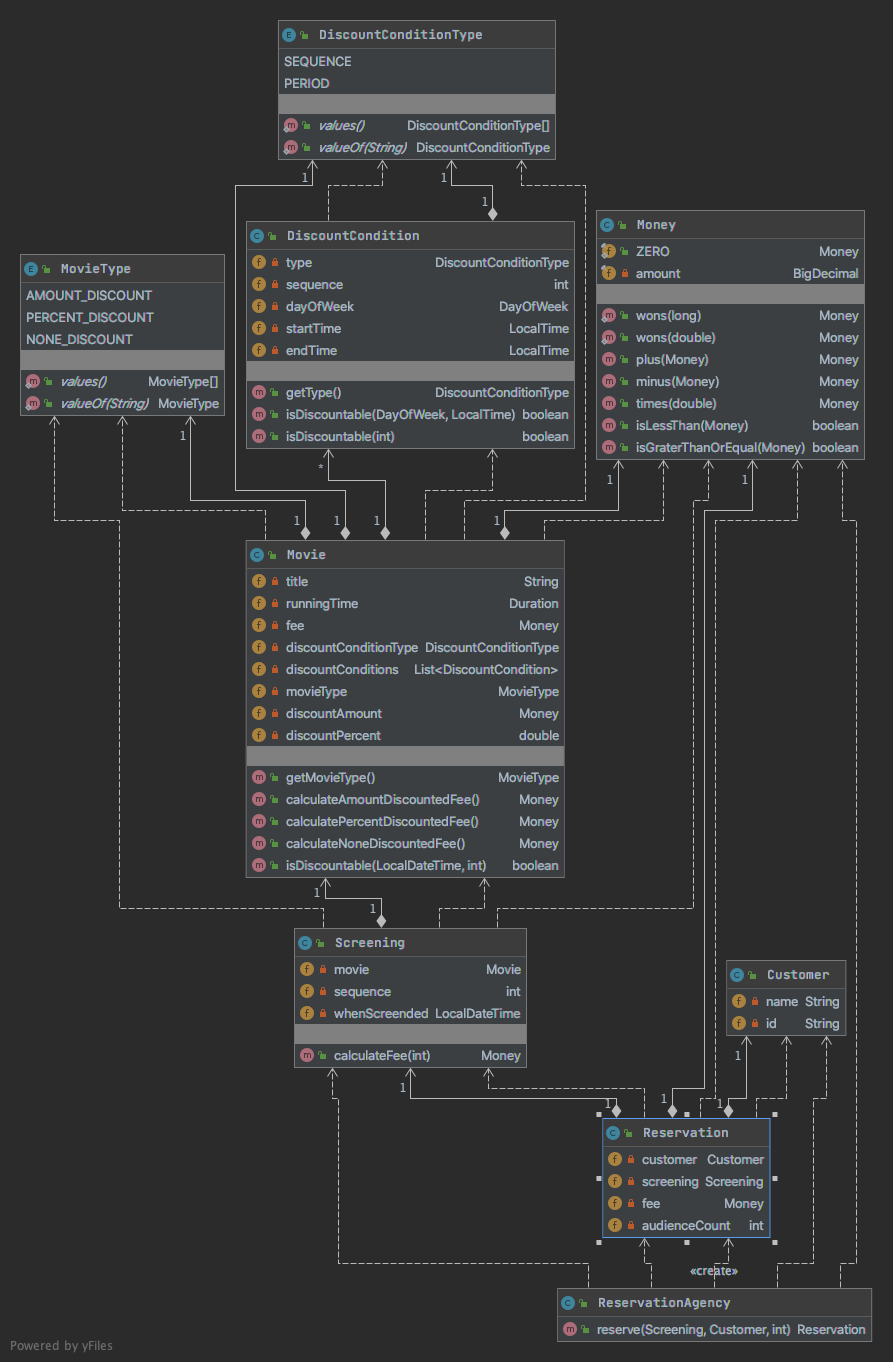 DiscountConditionType
SEQUENCE
PERIOD
values() DiscountConditionType[]
valueOf(String) DiscountConditionType
1
1
1
DiscountCondition
type DiscountConditionType
sequence int
dayOfWeek DayOfWeek
startTime LocalTime
endTime LocalTime
getType() DiscountConditionType
isDiscountable(DayOfWeek, LocalTime) boolean
isDiscountable(int) boolean
Money
ZERO Money
amount BigDecimal
wons(long) Money
wons(double) Money
plus(Money) Money
minus(Money) Money
times(double) Money
isLessThan(Money) boolean
isGraterThanOrEqual(Money) boolean
MovieType
AMOUNT_DISCOUNT
PERCENT_DISCOUNT
NONE_DISCOUNT
values() MovieType[]
valueOf(String) MovieType
1
*
1
1
1
1
1
1
Movie
title String
runningTime Duration
fee Money
discountConditionType DiscountConditionType
discountConditions List<DiscountCondition>
movieType MovieType
discountAmount Money
discountPercent double
getMovieType() MovieType
calculateAmountDiscountedFee() Money
calculatePercentDiscountedFee() Money
calculateNoneDiscountedFee() Money
isDiscountable(LocalDateTime, int) boolean
1
1
Screening
movie Movie
sequence int
whenScreended LocalDateTime
calculateFee(int) Money
Customer
name String
id String
1
1
1
1
1
Reservation
customer Customer
screening Screening
fee Money
audienceCount int
«create»
ReservationAgency
reserve(Screening, Customer, int) Reservation
Powered by yFiles